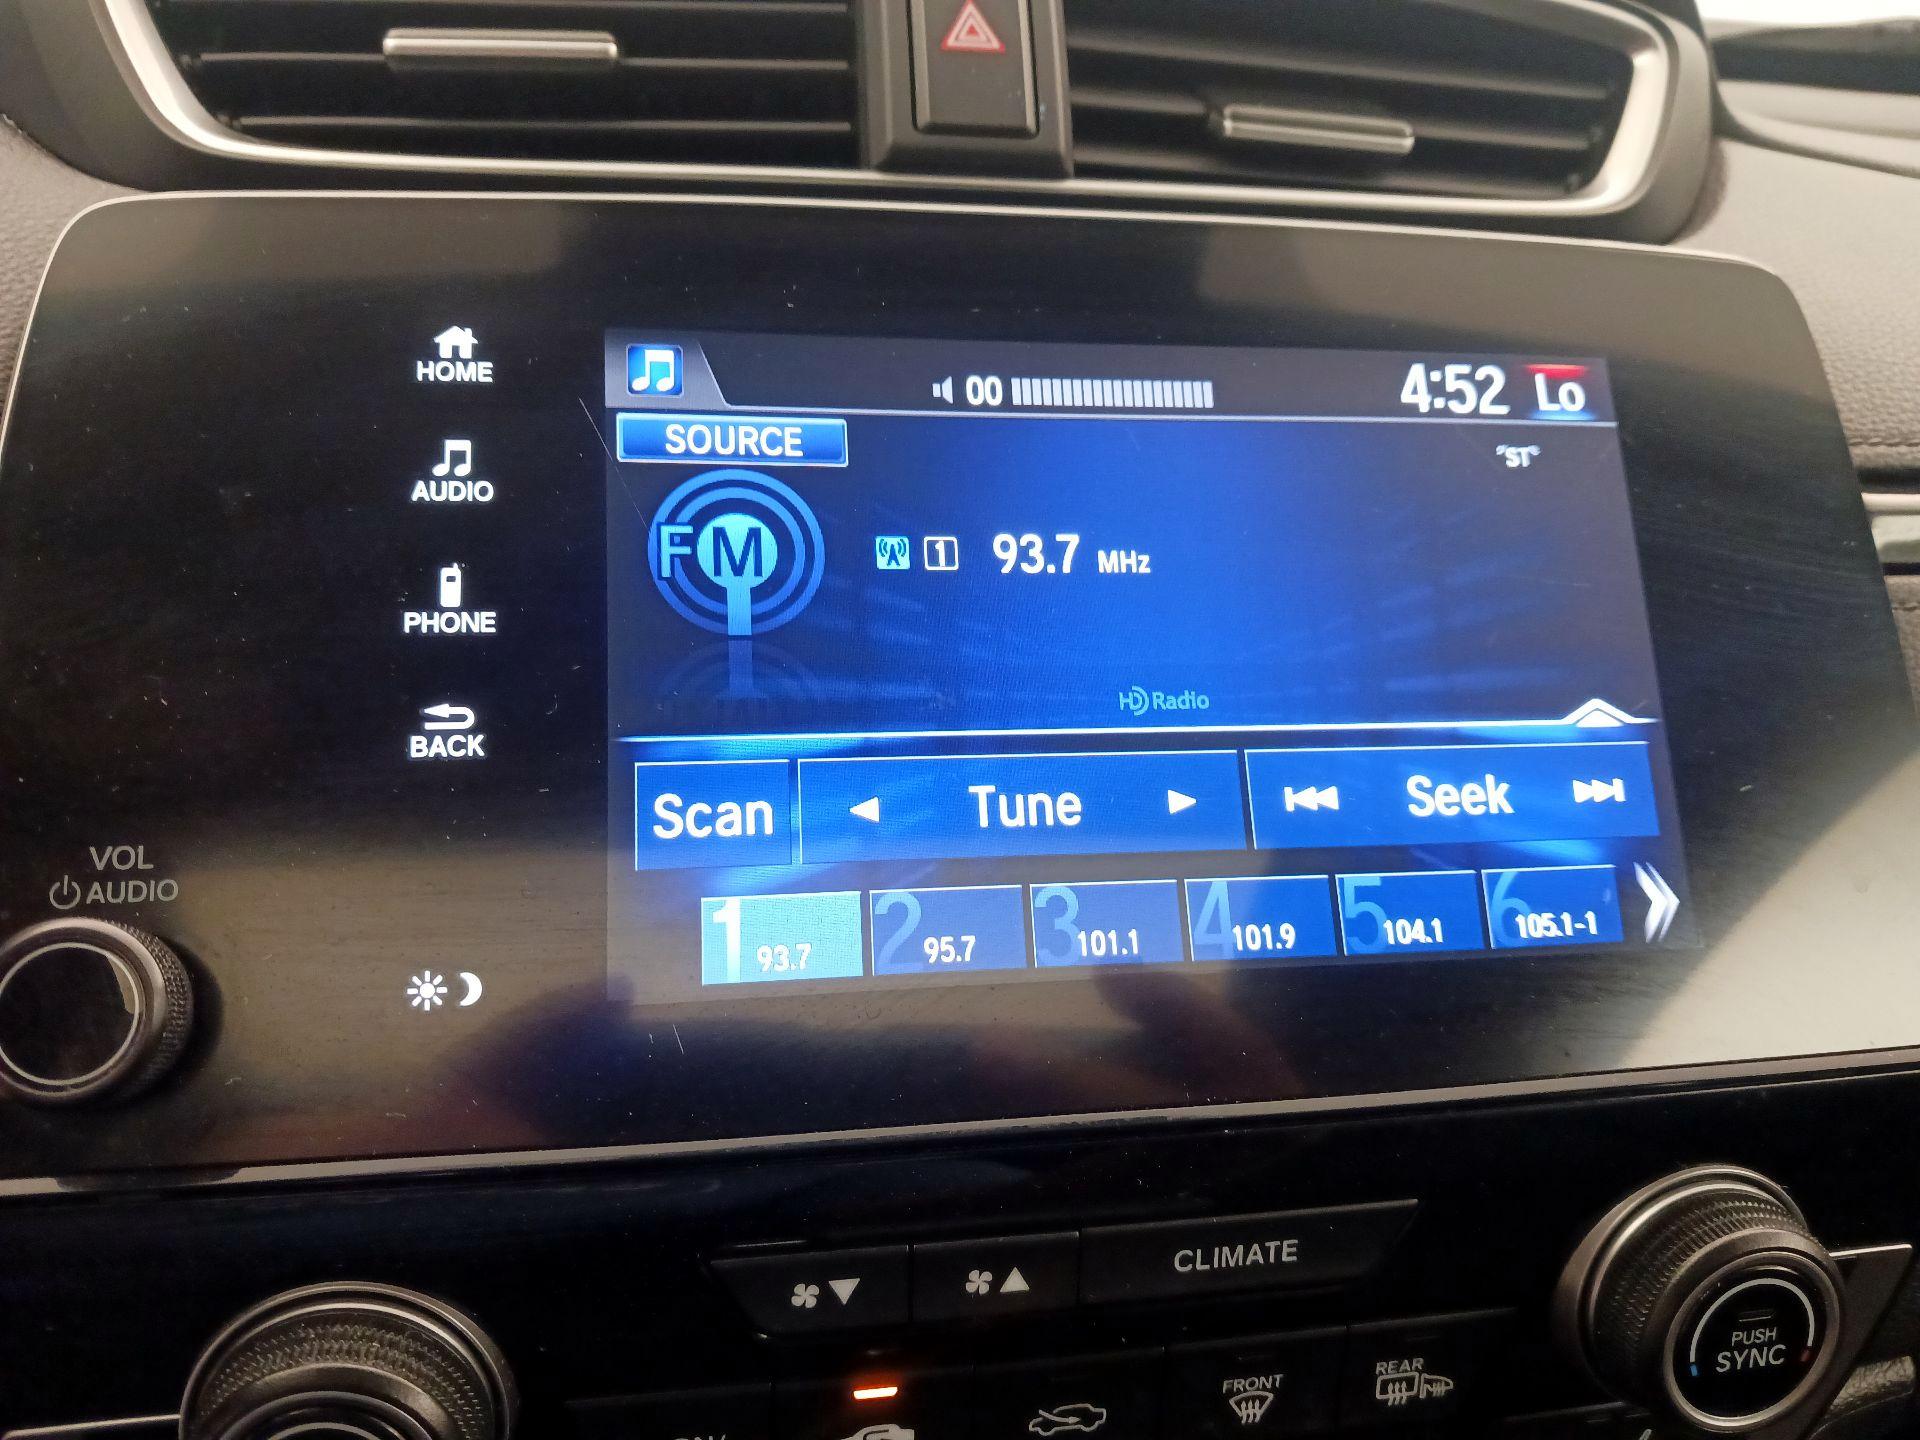 HOME
AUDIO
PHONE
BACK
VOL
AUDIO
00
4:52
Lo
SOURCE
"ST"
FM
1 93.7 MHz
HD Radio
Scan
Tune
Seek
1 93.7
2 95.7
3 101.1
4 101.9
5 104.1
6 105.1-1
CLIMATE
PUSH
SYNC
FRONT
REAR